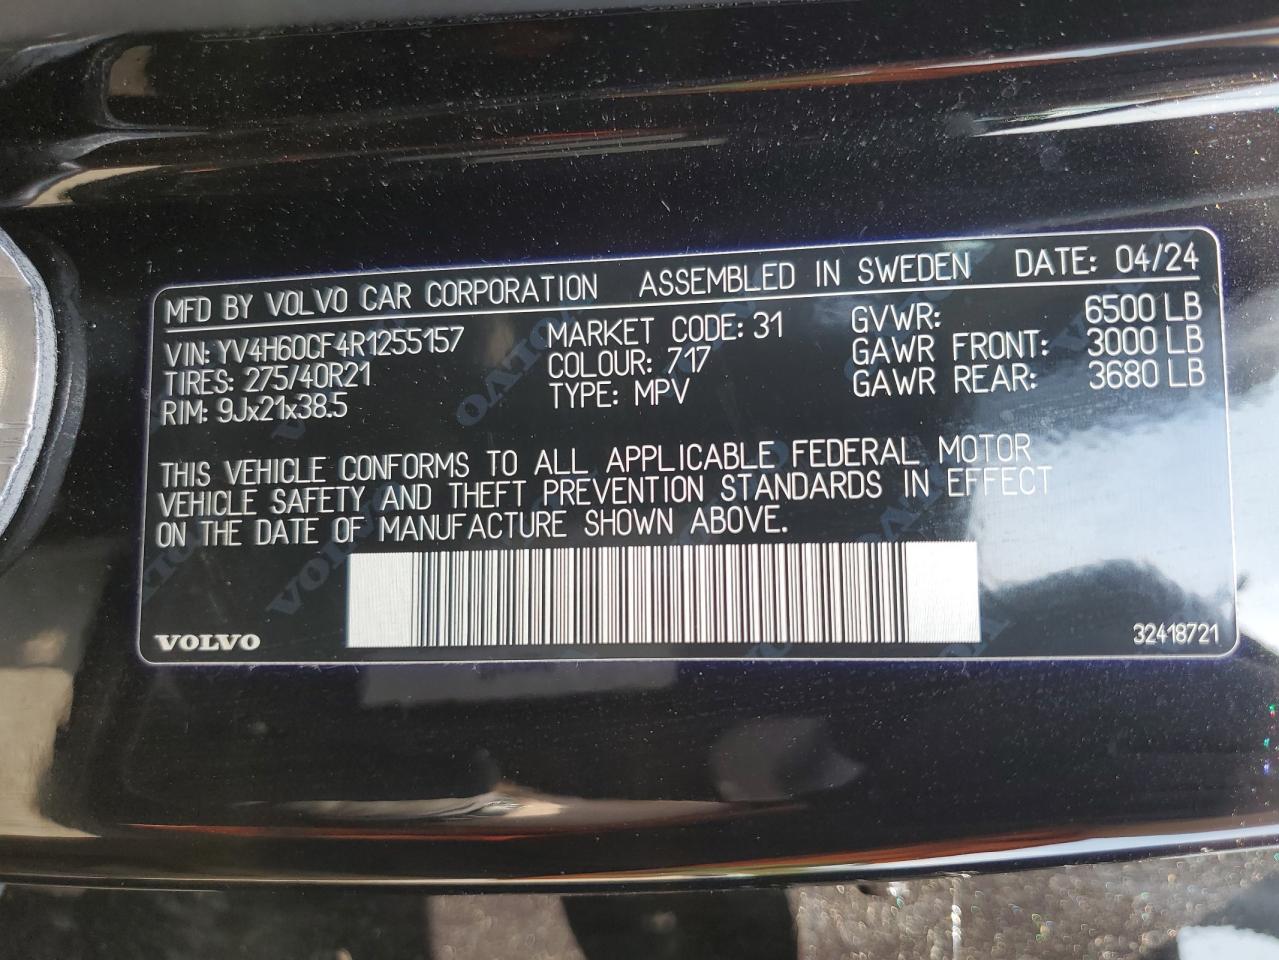 MFD BY VOLVO CAR CORPORATION ASSEMBLED IN SWEDEN DATE: 04/24
VIN: YV4H60CF4R1255157 MARKET CODE: 31 GVWR: 6500 LB
TIRES: 275/40R21 COLOUR: 717 GAWR FRONT: 3000 LB
RIM: 9Jx21x38.5 TYPE: MPV GAWR REAR: 3680 LB
THIS VEHICLE CONFORMS TO ALL APPLICABLE FEDERAL MOTOR
VEHICLE SAFETY AND THEFT PREVENTION STANDARDS IN EFFECT
ON THE DATE OF MANUFACTURE SHOWN ABOVE.
VOLVO 32418721